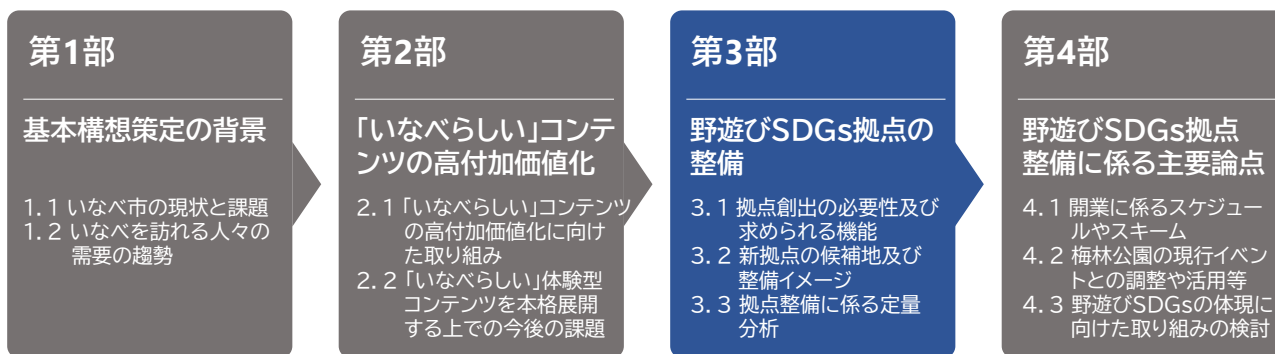 第1部
基本構想策定の背景
1.1 いなべ市の現状と課題
1.2 いなべを訪れる人々の
需要の趨勢
第2部
「いなべらしい」コンテ
ンツの高付加価値化
2.1 「いなべらしい」コンテンツ
の高付加価値化に向け
た取り組み
2.2 「いなべらしい」体験型
コンテンツを本格展開
する上での今後の課題
第3部
野遊びSDGs拠点の
整備
3.1 拠点創出の必要性及び
求められる機能
3.2 新拠点の候補地及び
整備イメージ
3.3 拠点整備に係る定量
分析
第4部
野遊びSDGs拠点
整備に係る主要論点
4.1 開業に係るスケジュー
ルやスキーム
4.2 梅林公園の現行イベン
トとの調整や活用等
4.3 野遊びSDGsの体現に
向けた取り組みの検討